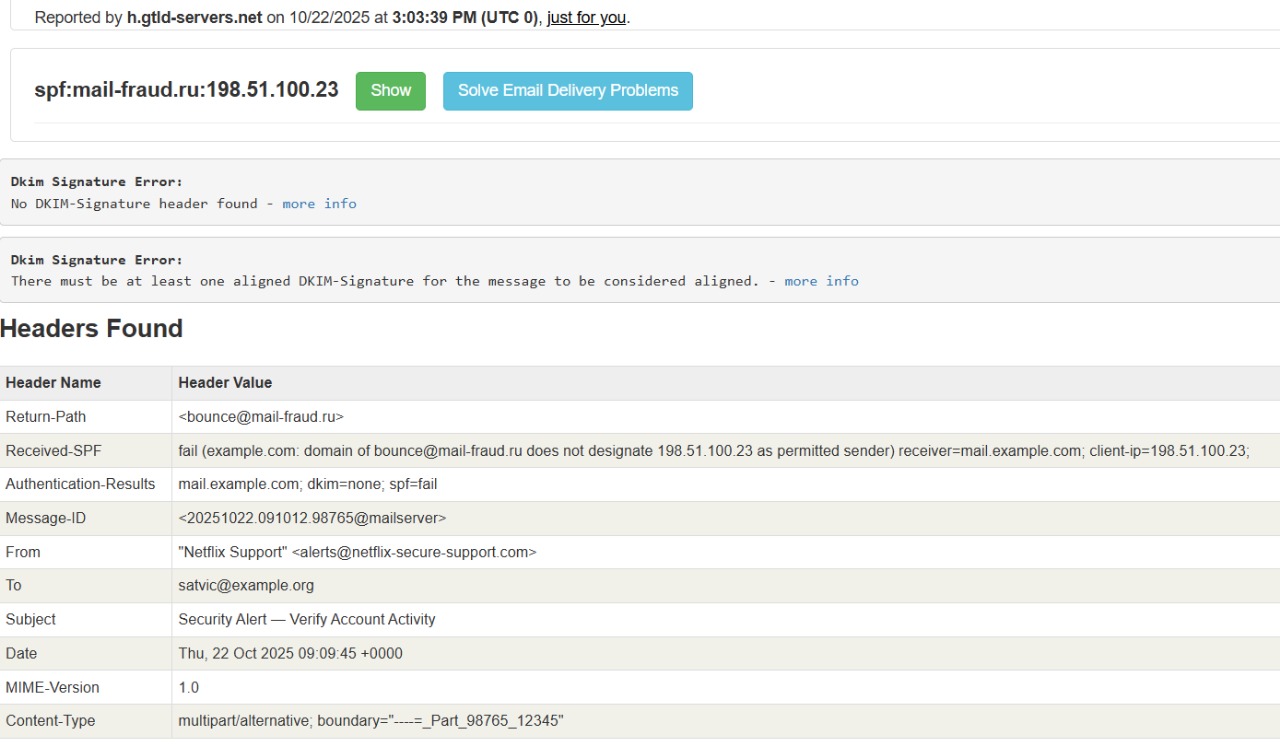 Reported by h.gtld-servers.net on 10/22/2025 at 3:03:39 PM (UTC 0), just for you.
spf:mail-fraud.ru:198.51.100.23 Show Solve Email Delivery Problems
Dkim Signature Error:
No DKIM-Signature header found - more info
Dkim Signature Error:
There must be at least one aligned DKIM-Signature for the message to be considered aligned. - more info
Headers Found
Header Name Header Value
Return-Path <bounce@mail-fraud.ru>
Received-SPF fail (example.com: domain of bounce@mail-fraud.ru does not designate 198.51.100.23 as permitted sender) receiver=mail.example.com; client-ip=198.51.100.23;
Authentication-Results mail.example.com; dkim=none; spf=fail
Message-ID <20251022.091012.98765@mailserver>
From "Netflix Support" <alerts@netflix-secure-support.com>
To satvic@example.org
Subject Security Alert — Verify Account Activity
Date Thu, 22 Oct 2025 09:09:45 +0000
MIME-Version 1.0
Content-Type multipart/alternative; boundary="----=_Part_98765_12345"